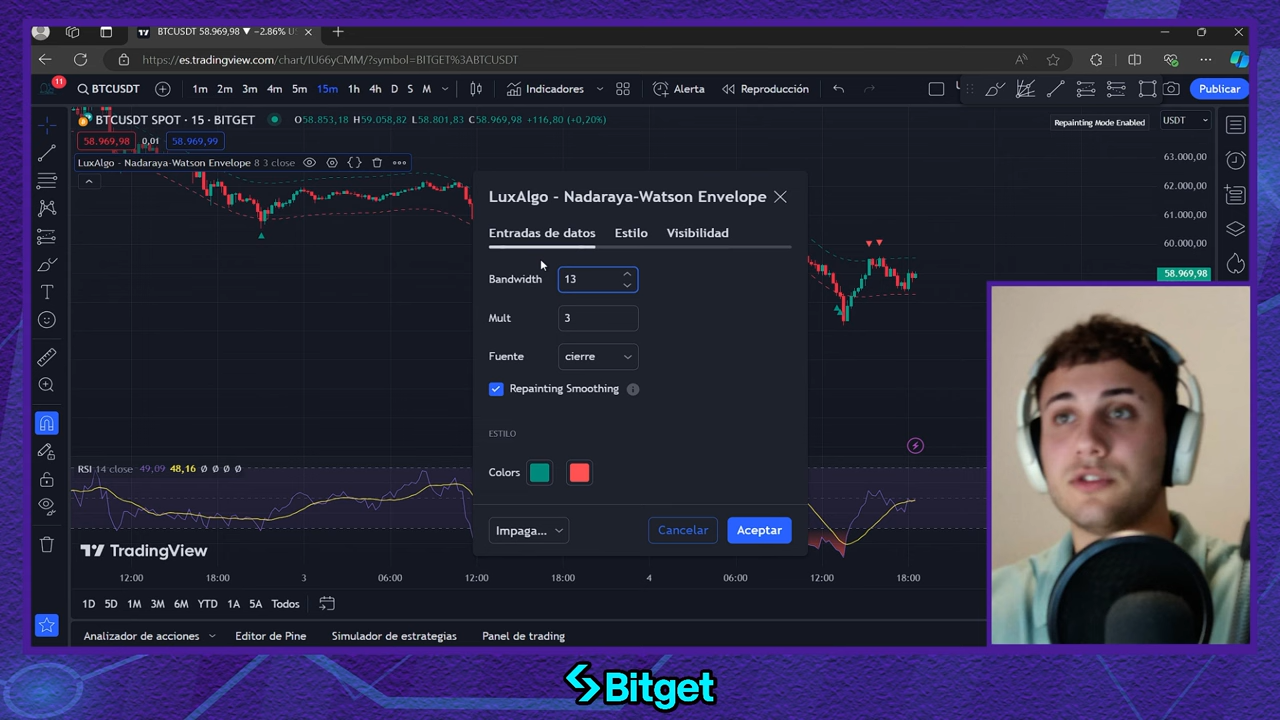 BTCUSDT 58.969,98 ▼ −2.86% U
https://es.tradingview.com/chart/IU66yCMM/?symbol=BITGET%3ABTCUSDT
11
BTCUSDT
1m 2m 3m 4m 5m 15m 1h 4h D S M
Indicadores
Alerta
Reproducción
Publicar
BTCUSDT SPOT · 15 · BITGET
O58.853,18 H59.058,82 L58.801,83 C58.969,98 +116,80 (+0,20%)
Repainting Mode Enabled
USDT
58.969,98 0,01 58.969,99
LuxAlgo - Nadaraya-Watson Envelope 8 3 close
63.000,00
62.000,00
61.000,00
60.000,00
58.969,98
LuxAlgo - Nadaraya-Watson Envelope
Entradas de datos Estilo Visibilidad
Bandwidth 13
Mult 3
Fuente cierre
Repainting Smoothing
ESTILO
Colors
Impaga...
Cancelar
Aceptar
RSI 14 close 49,09 48,16 Ø Ø Ø Ø
TradingView
12:00 18:00 3 06:00 12:00 18:00 4 06:00 12:00 18:00
1D 5D 1M 3M 6M YTD 1A 5A Todos
Analizador de acciones Editor de Pine Simulador de estrategias Panel de trading
Bitget